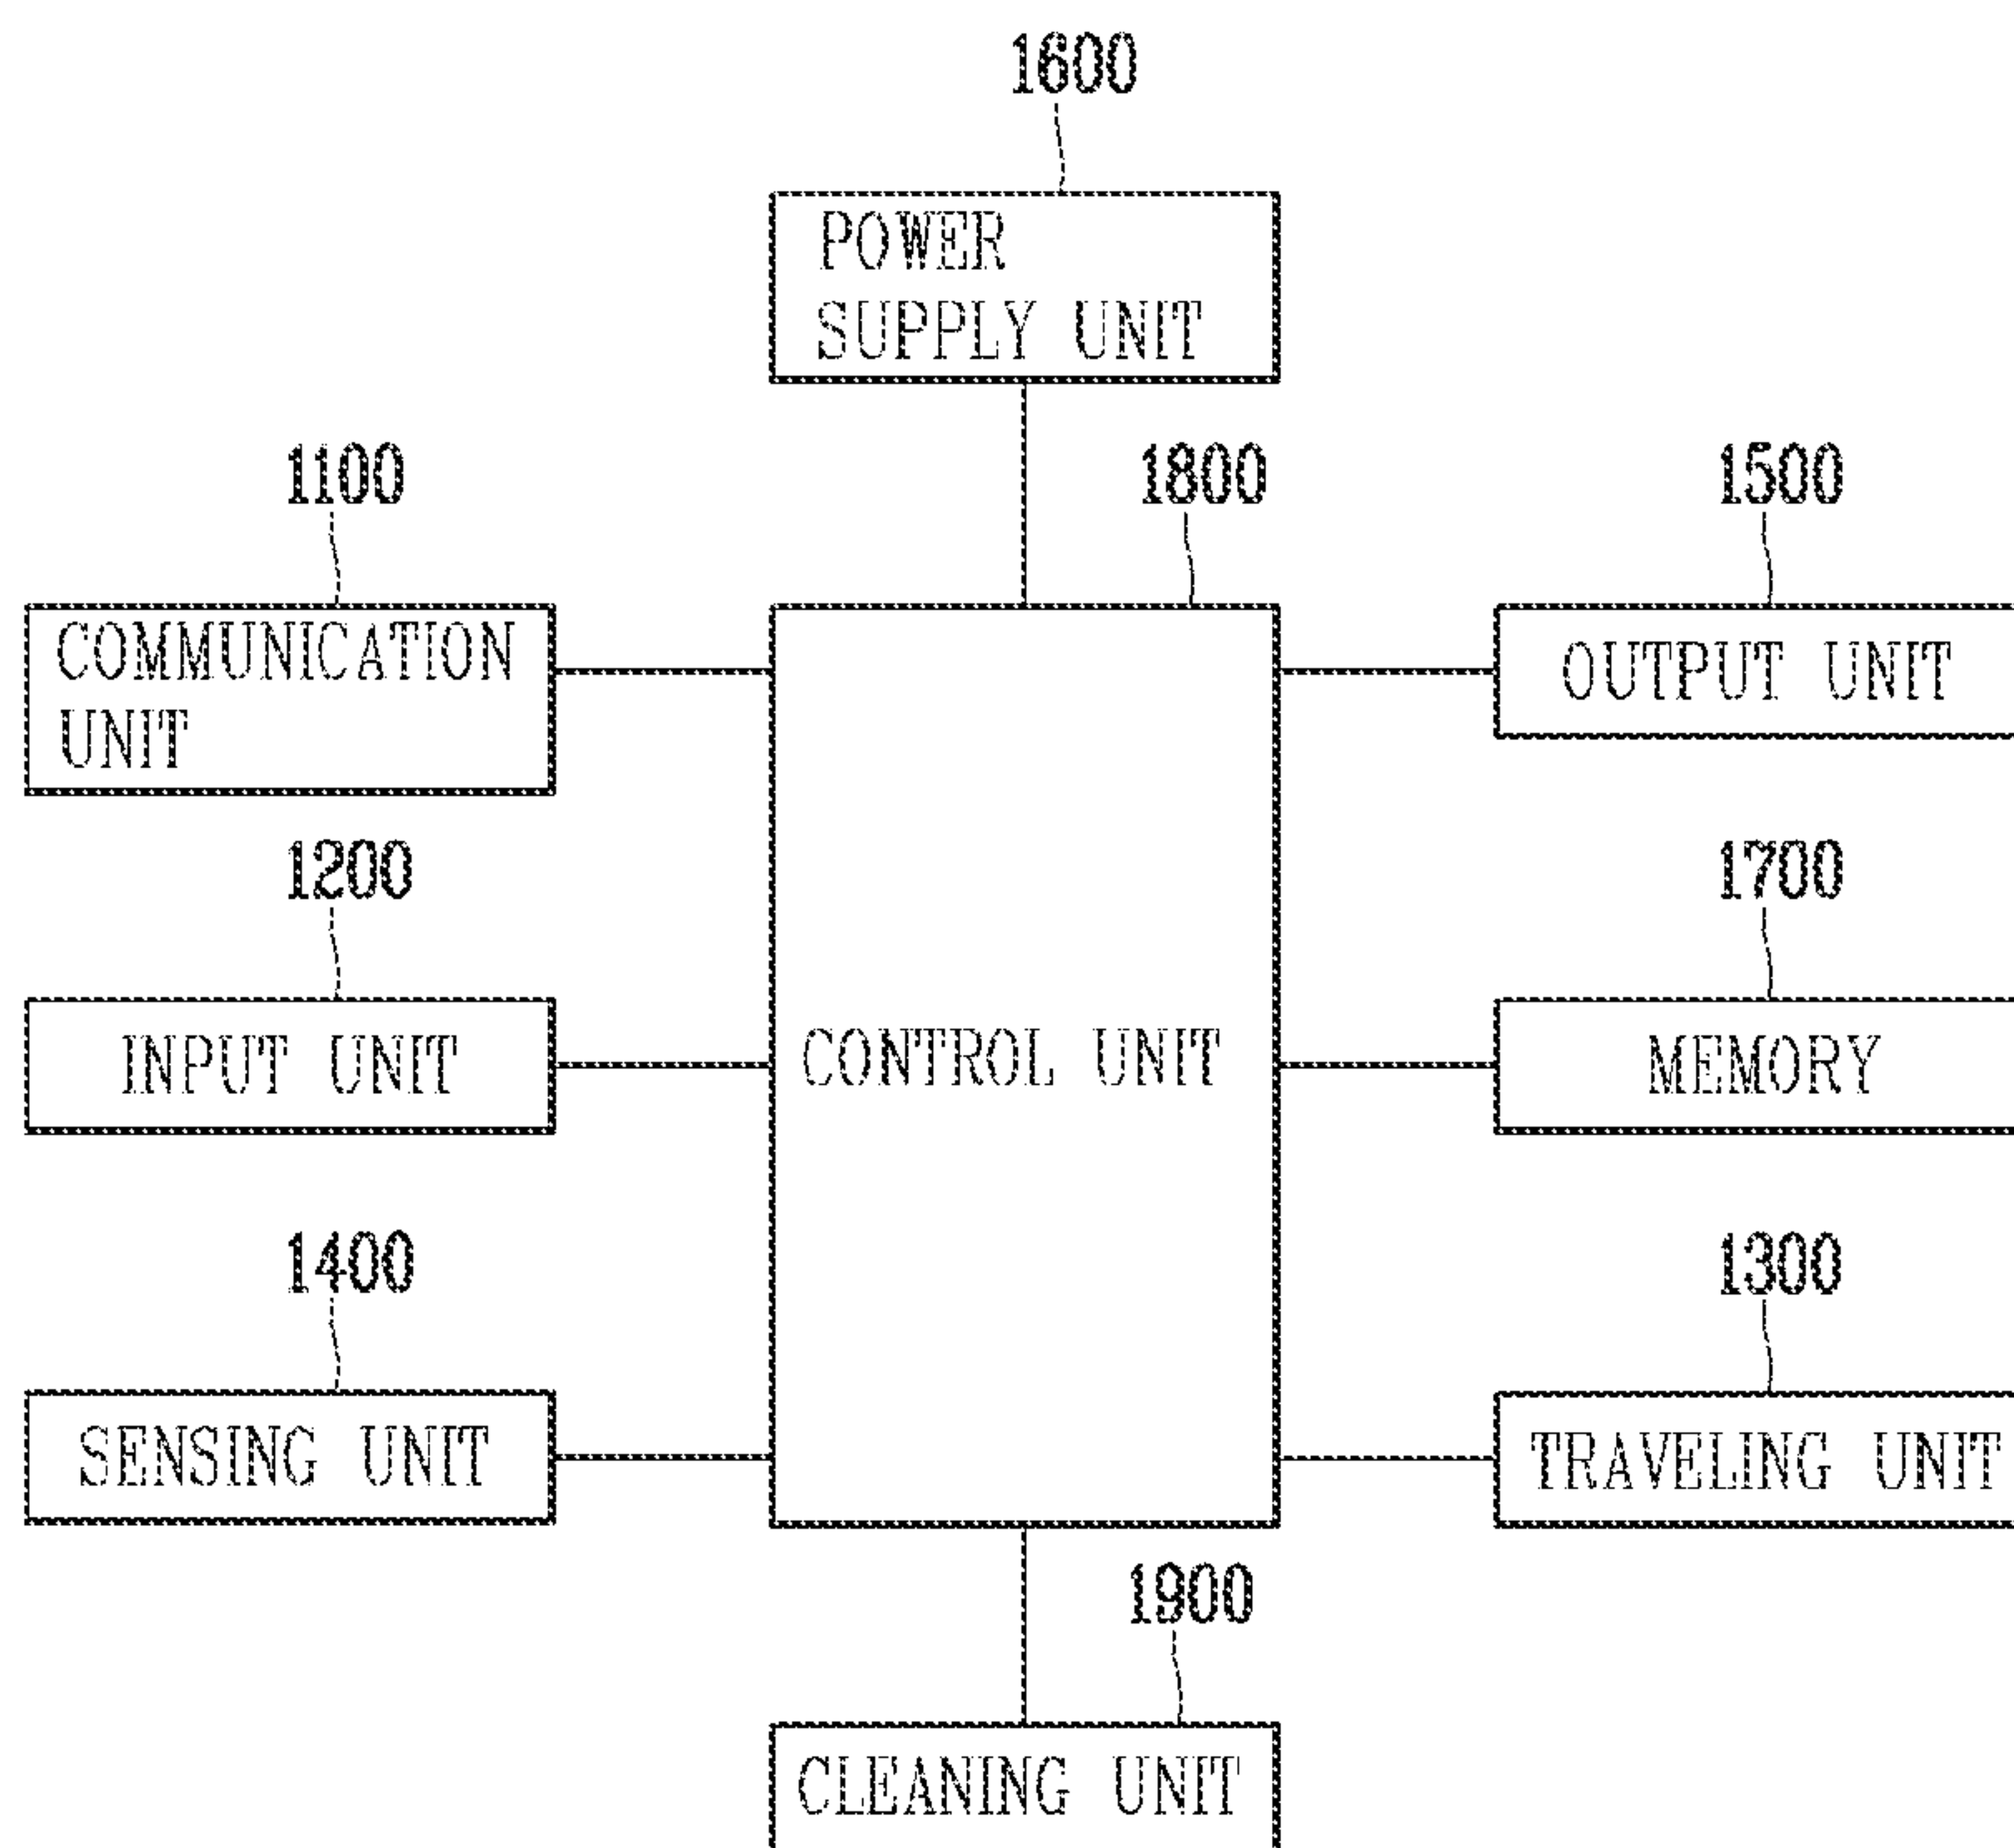 1600
POWER
SUPPLY UNIT
1100
1800
1500
COMMUNICATION
UNIT
OUTPUT UNIT
1200
1700
INPUT UNIT
CONTROL UNIT
MEMORY
1400
1300
SENSING UNIT
TRAVELING UNIT
1900
CLEANING UNIT